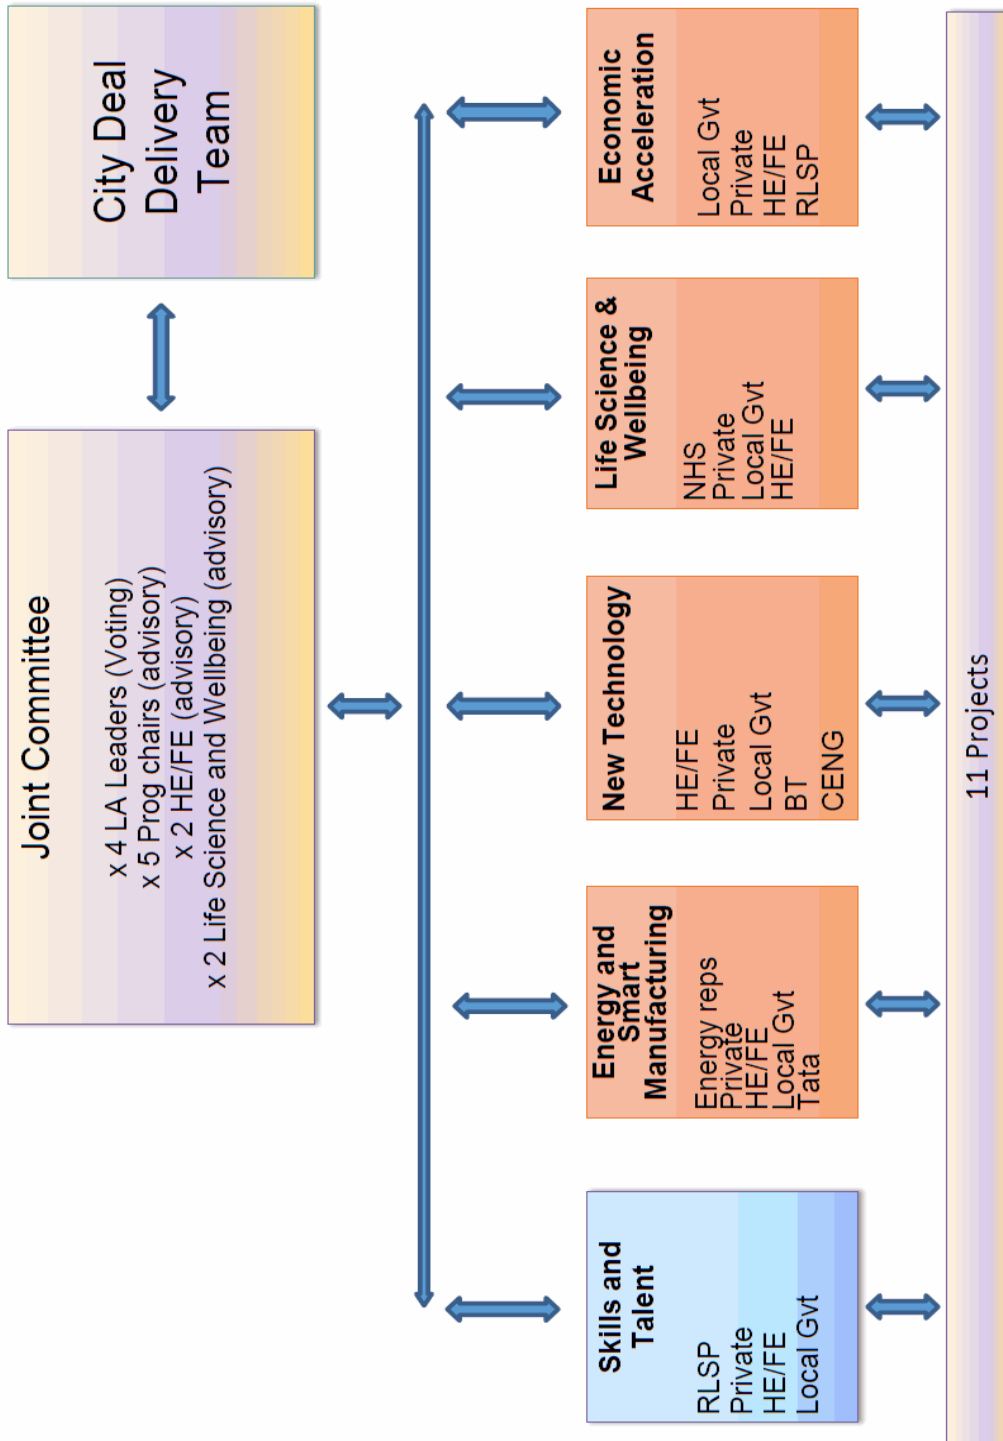 Joint Committee
x 4 LA Leaders (Voting)
x 5 Prog chairs (advisory)
x 2 HE/FE (advisory)
x 2 Life Science and Wellbeing (advisory)
City Deal
Delivery
Team
Skills and
Talent
RLSP
Private
HE/FE
Local Gvt
Energy and
Smart
Manufacturing
Energy reps
Private
HE/FE
Local Gvt
Tata
New Technology
HE/FE
Private
Local Gvt
BT
CENG
Life Science &
Wellbeing
NHS
Private
Local Gvt
HE/FE
Economic
Acceleration
Local Gvt
Private
HE/FE
RLSP
11 Projects